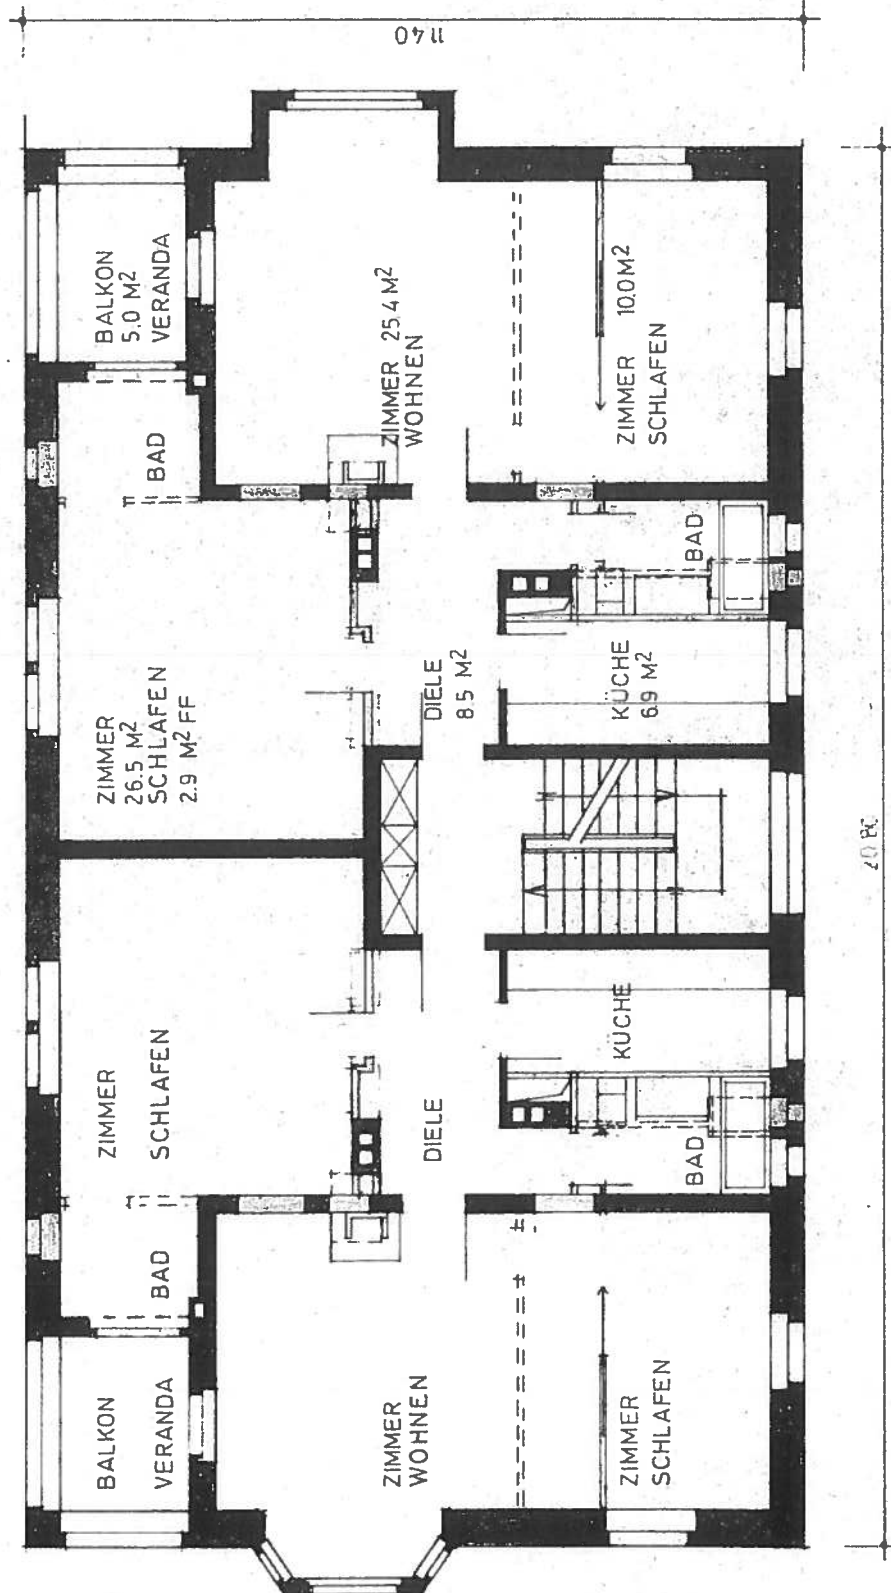 1140
BALKON
5.0 M²
VERANDA
BAD
ZIMMER 25.4 M²
WOHNEN
ZIMMER 10.0 M²
SCHLAFEN
ZIMMER
26.5 M²
SCHLAFEN
2.9 M² FF
DIELE
8.5 M²
BAD
KÜCHE
6.9 M²
ZIMMER
SCHLAFEN
DIELE
KÜCHE
BAD
BAD
BALKON
VERANDA
ZIMMER
WOHNEN
ZIMMER
SCHLAFEN